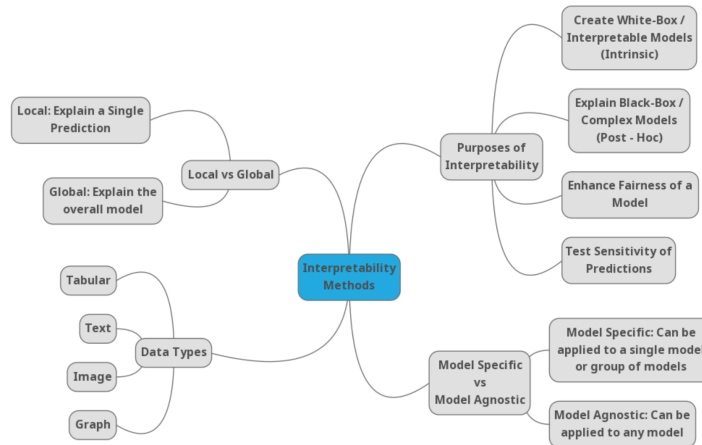 Create White-Box /
Interpretable Models
(Intrinsic)
Explain Black-Box /
Complex Models
(Post - Hoc)
Purposes of
Interpretability
Enhance Fairness of a
Model
Test Sensitivity of
Predictions
Local: Explain a Single
Prediction
Local vs Global
Global: Explain the
overall model
Interpretability
Methods
Tabular
Text
Data Types
Image
Graph
Model Specific
vs
Model Agnostic
Model Specific: Can be
applied to a single model
or group of models
Model Agnostic: Can be
applied to any model